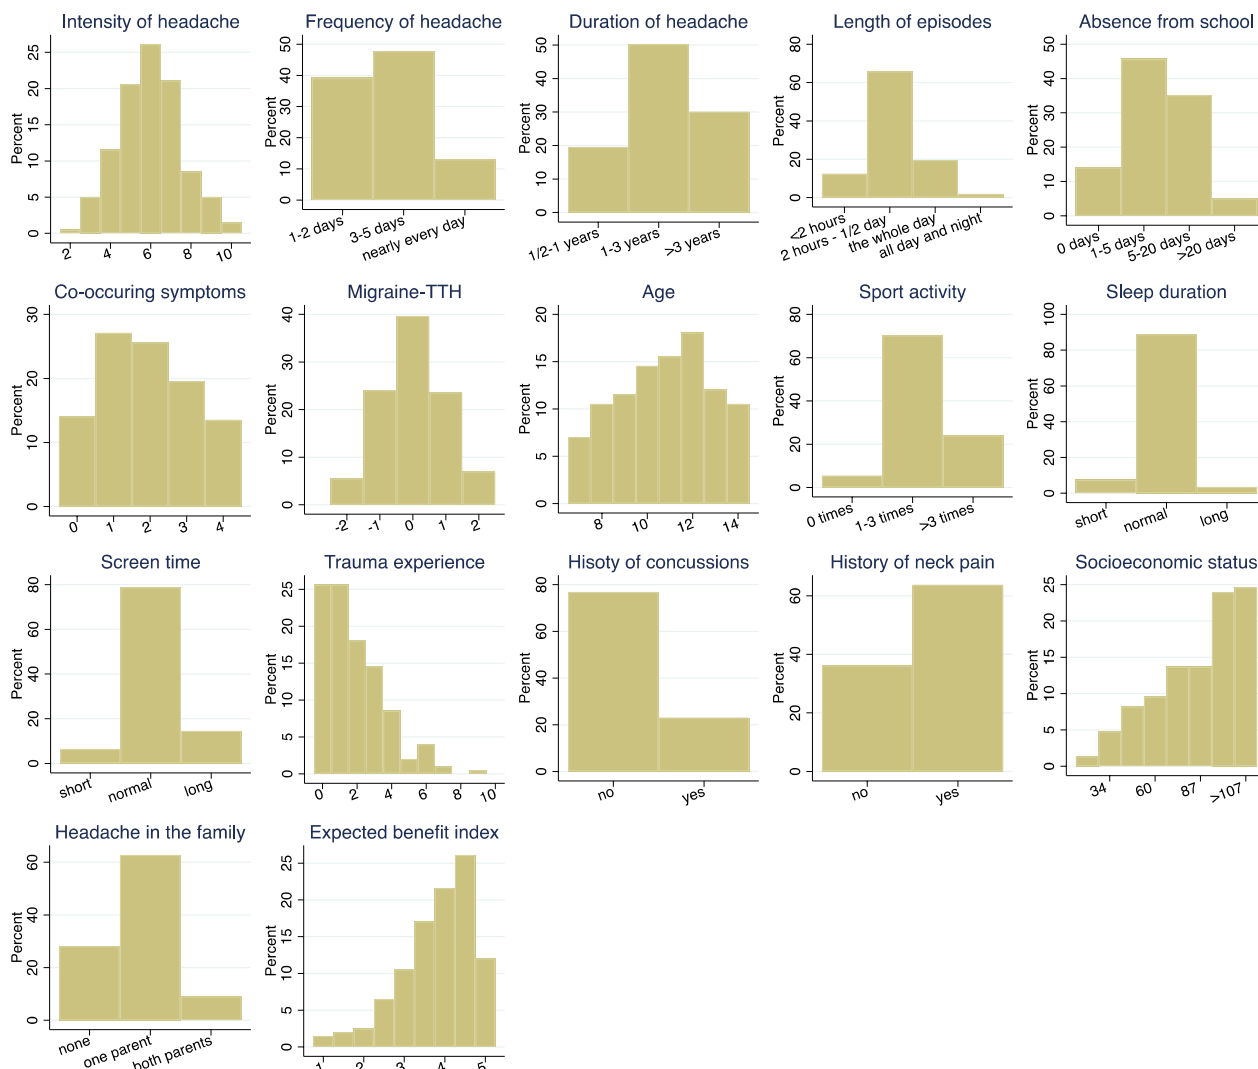 Intensity of headache
Percent
0 5 10 15 20 25
2 4 6 8 10
Frequency of headache
Percent
0 10 20 30 40 50
1-2 days 3-5 days nearly every day
Duration of headache
Percent
0 10 20 30 40 50
1/2-1 years 1-3 years >3 years
Length of episodes
Percent
0 20 40 60 80
<2 hours 2 hours - 1/2 day the whole day all day and night
Absence from school
Percent
0 10 20 30 40 50
0 days 1-5 days 5-20 days >20 days
Co-occuring symptoms
Percent
0 10 20 30
0 1 2 3 4
Migraine-TTH
Percent
0 10 20 30 40
-2 -1 0 1 2
Age
Percent
0 5 10 15 20
8 10 12 14
Sport activity
Percent
0 20 40 60 80
0 times 1-3 times >3 times
Sleep duration
Percent
0 20 40 60 80 100
short normal long
Screen time
Percent
0 20 40 60 80
short normal long
Trauma experience
Percent
0 5 10 15 20 25
0 2 4 6 8 10
Hisoty of concussions
Percent
0 20 40 60 80
no yes
History of neck pain
Percent
0 20 40 60
no yes
Socioeconomic status
Percent
0 5 10 15 20 25
34 60 87 >107
Headache in the family
Percent
0 20 40 60
none one parent both parents
Expected benefit index
Percent
0 5 10 15 20 25
1 2 3 4 5